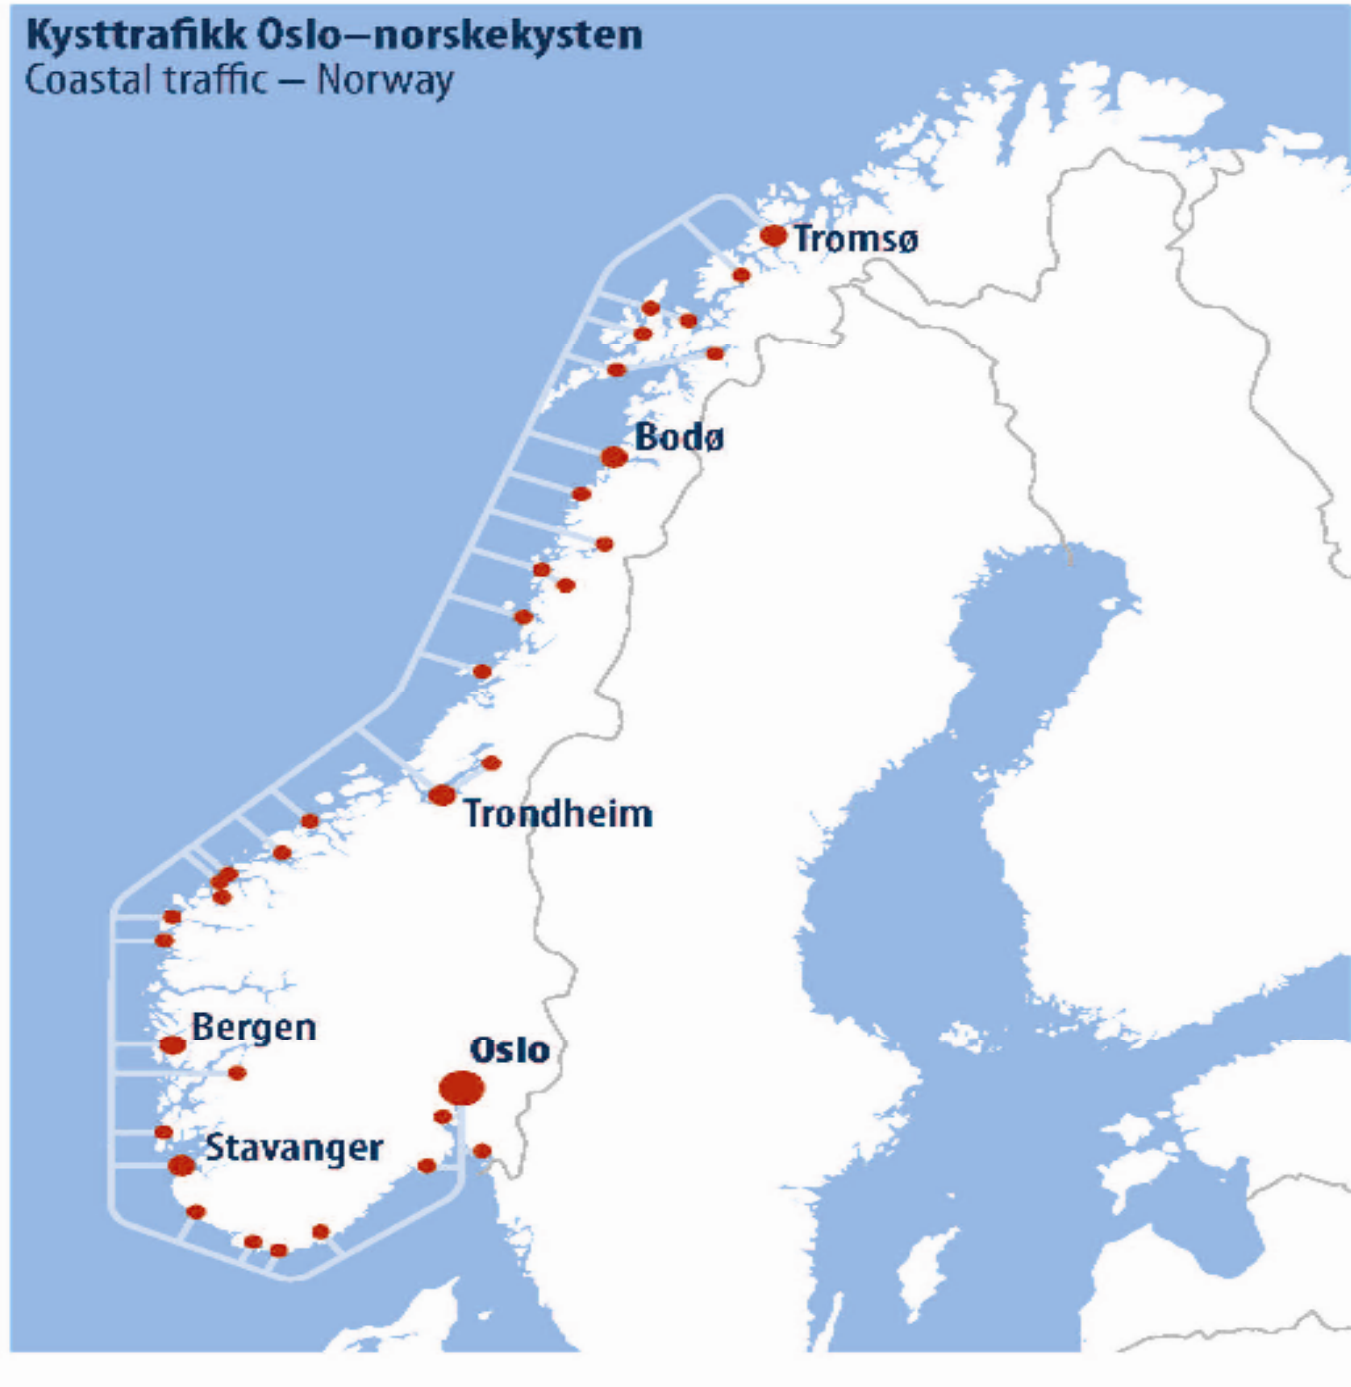 Kysttrafikk Oslo–norskekysten
Coastal traffic – Norway
Tromsø
Bodø
Trondheim
Bergen
Oslo
Stavanger